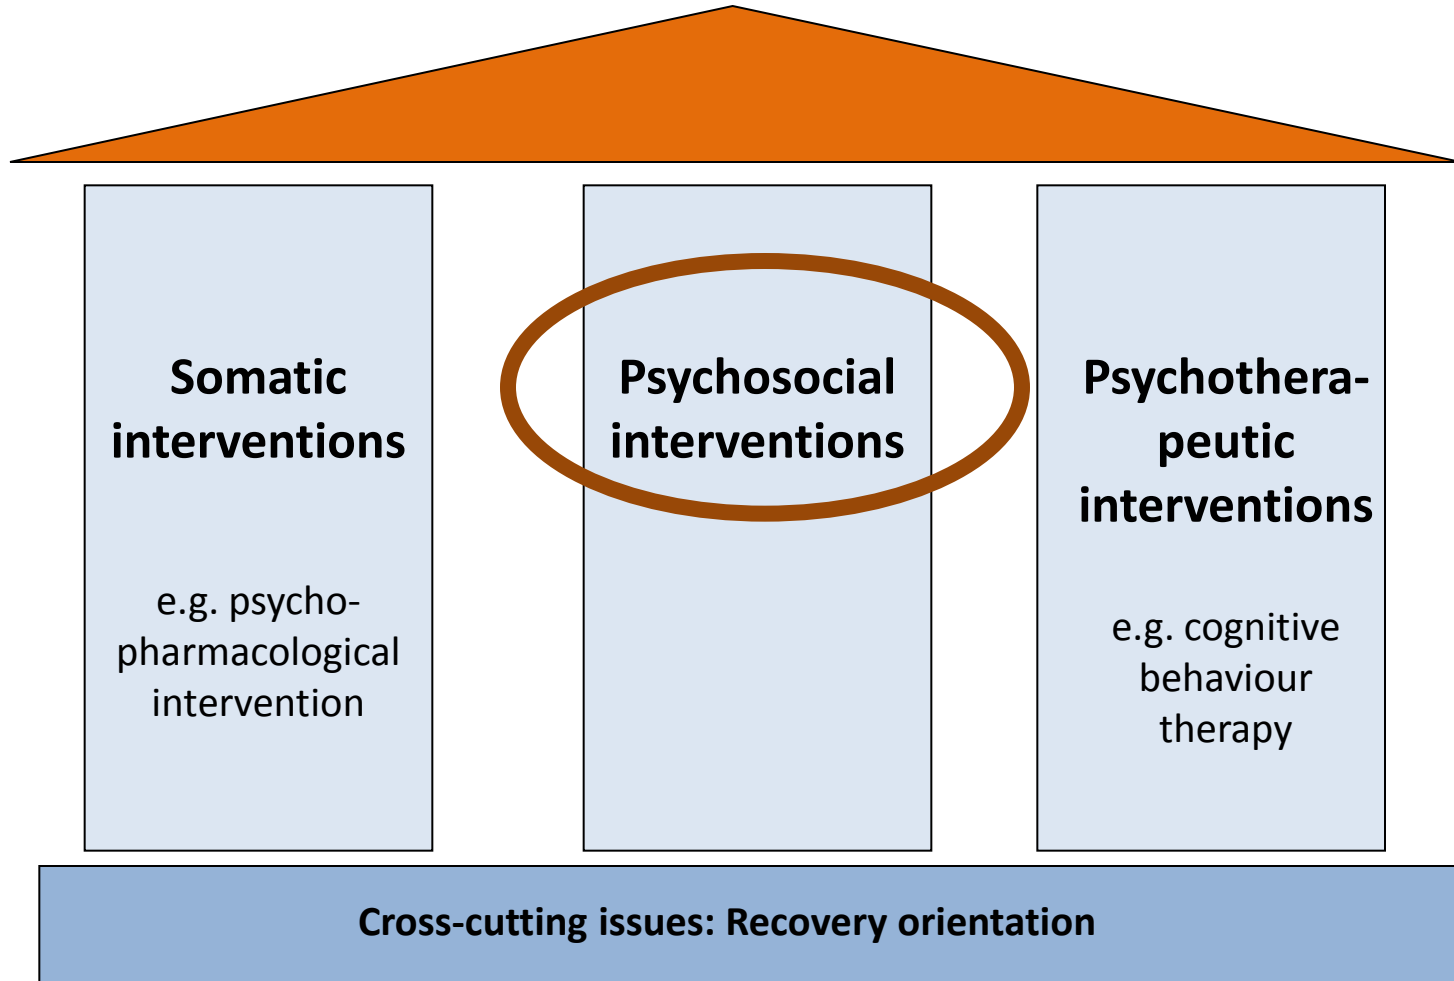 Somatic
interventions
e.g. psycho-
pharmacological
intervention
Psychosocial
interventions
Psychothera-
peutic
interventions
e.g. cognitive
behaviour
therapy
Cross-cutting issues: Recovery orientation